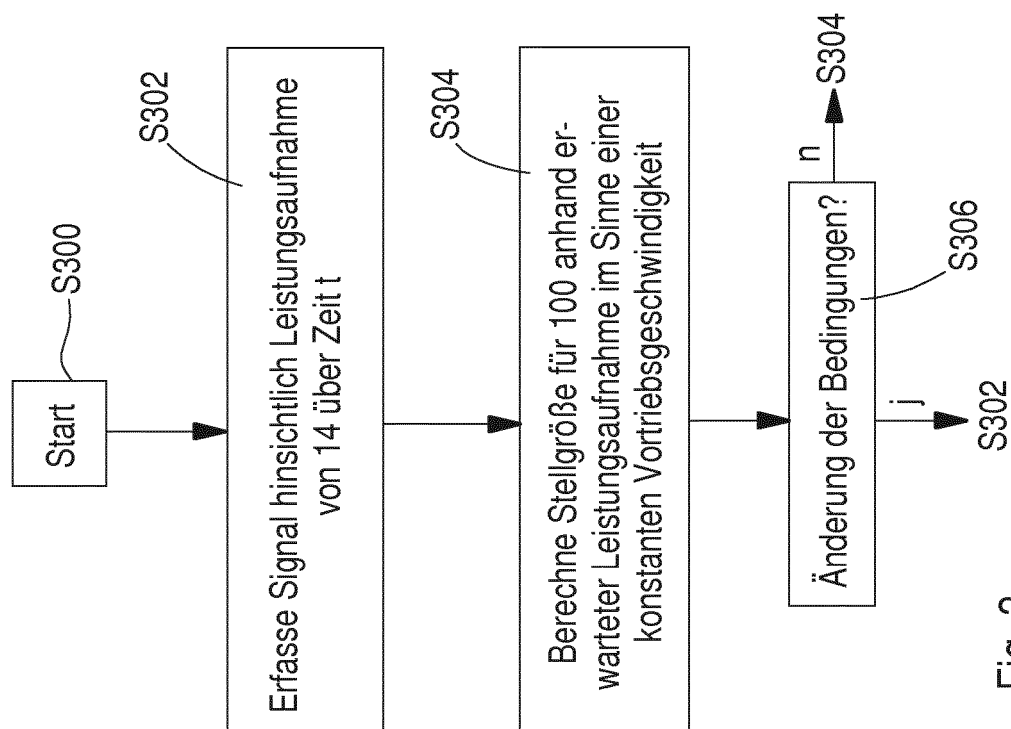 Start
S300
Erfasse Signal hinsichtlich Leistungsaufnahme
von 14 über Zeit t
S302
Berechne Stellgröße für 100 anhand er-
warteter Leistungsaufnahme im Sinne einer
konstanten Vortriebsgeschwindigkeit
S304
Änderung der Bedingungen?
n
S304
S306
j
S302
Fig.